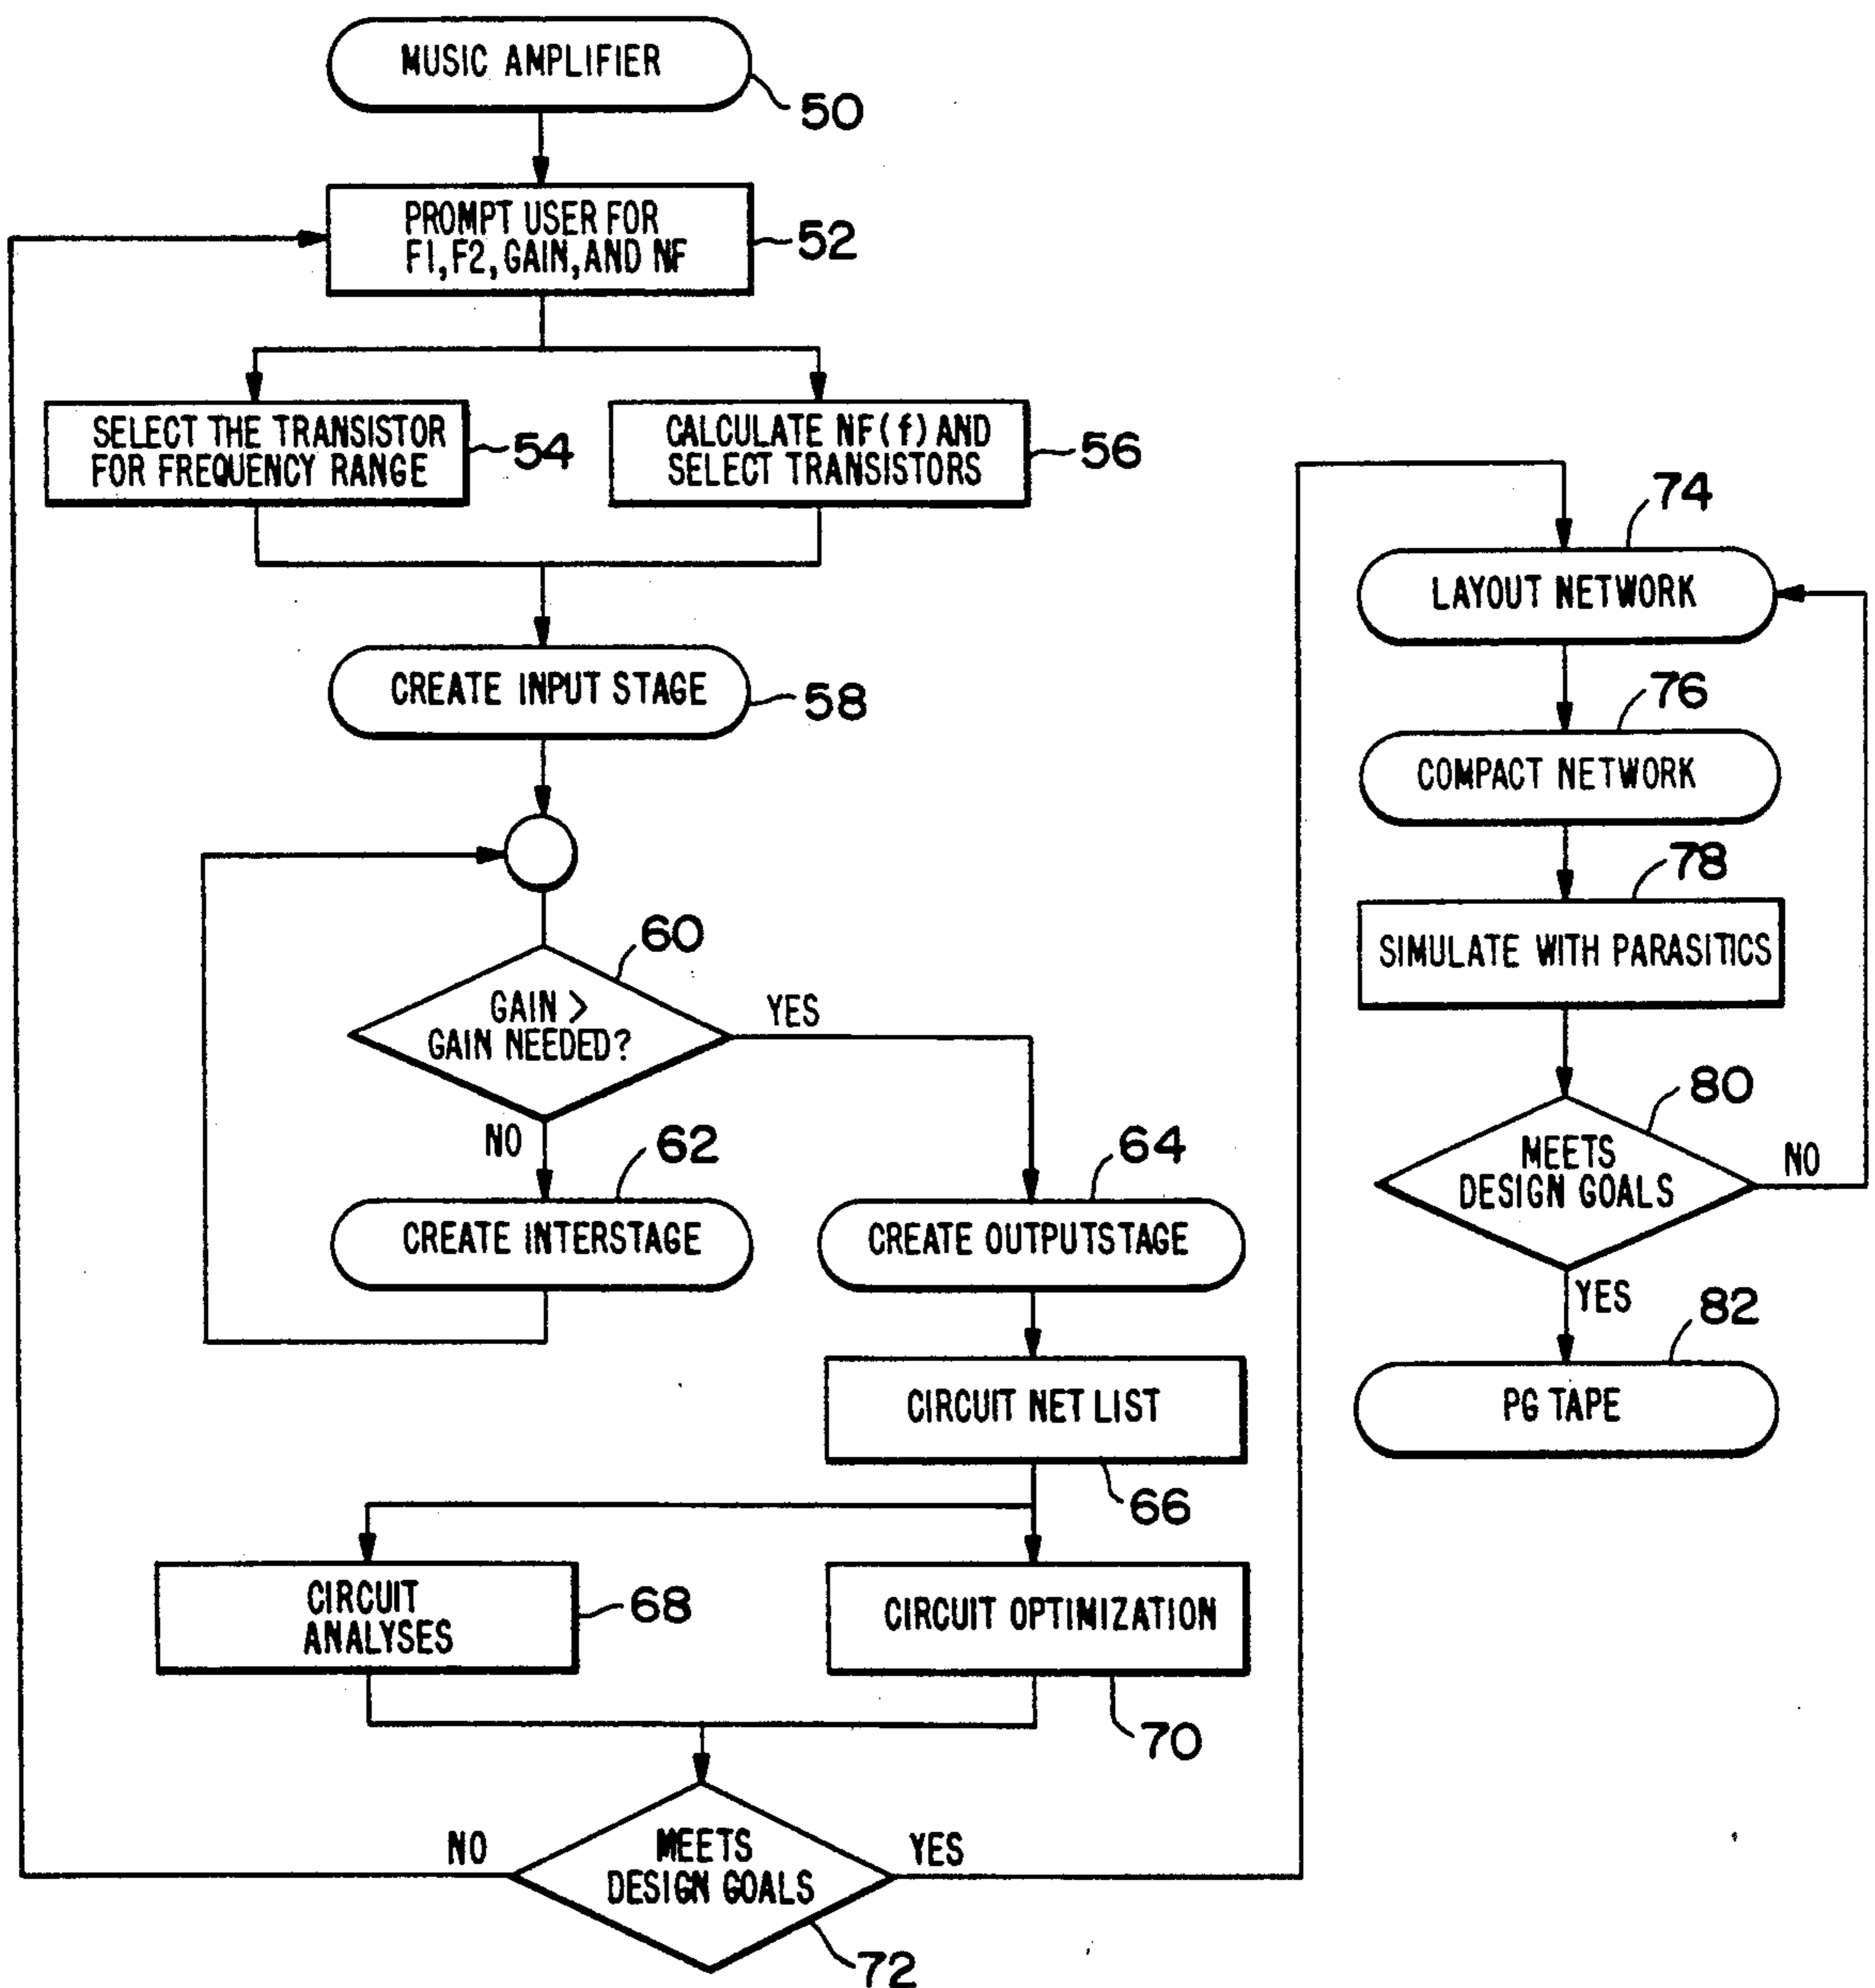 MUSIC AMPLIFIER
50
PROMPT USER FOR
F1, F2, GAIN, AND NF
52
SELECT THE TRANSISTOR
FOR FREQUENCY RANGE
54
CALCULATE NF(f) AND
SELECT TRANSISTORS
56
CREATE INPUT STAGE
58
GAIN >
GAIN NEEDED?
60
YES
NO
62
CREATE INTERSTAGE
64
CREATE OUTPUTSTAGE
CIRCUIT NET LIST
66
CIRCUIT
ANALYSES
68
CIRCUIT OPTIMIZATION
70
MEETS
DESIGN GOALS
NO
YES
72
74
LAYOUT NETWORK
76
COMPACT NETWORK
78
SIMULATE WITH PARASITICS
80
MEETS
DESIGN GOALS
NO
YES
82
PG TAPE